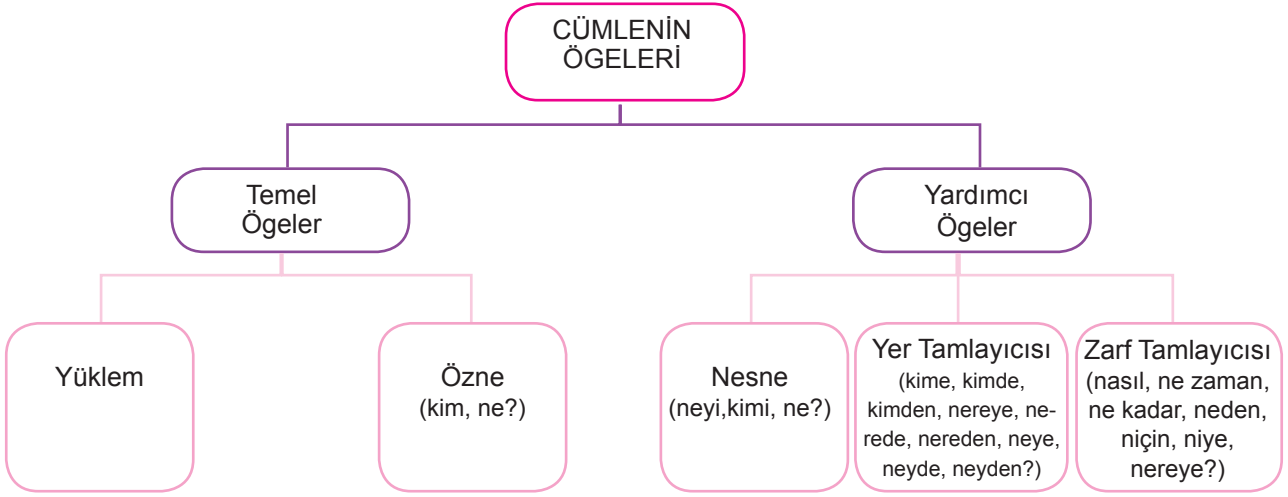 CÜMLENİN
ÖGELERİ
Temel
Ögeler
Yardımcı
Ögeler
Yüklem
Özne
(kim, ne?)
Nesne
(neyi,kimi, ne?)
Yer Tamlayıcısı
(kime, kimde,
kimden, nereye, ne-
rede, nereden, neye,
neyde, neyden?)
Zarf Tamlayıcısı
(nasıl, ne zaman,
ne kadar, neden,
niçin, niye,
nereye?)